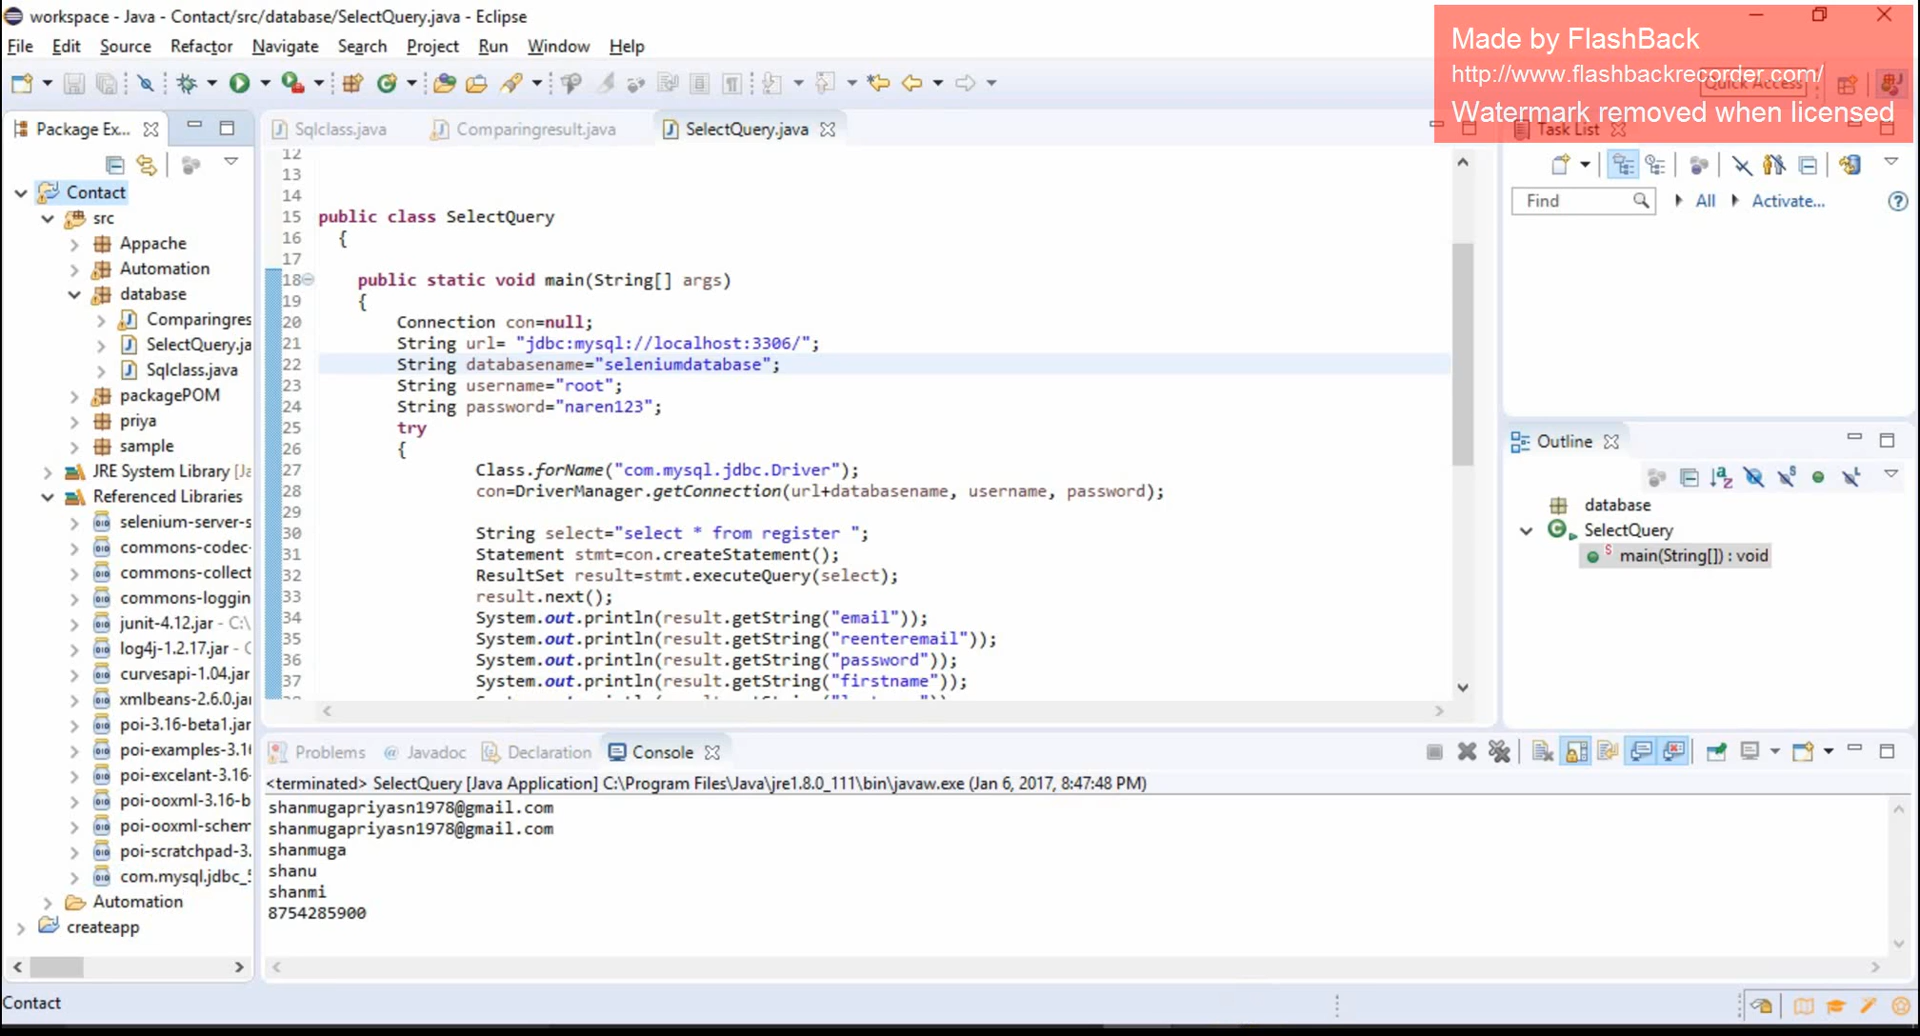 workspace - Java - Contact/src/database/SelectQuery.java - Eclipse
File Edit Source Refactor Navigate Search Project Run Window Help
Made by FlashBack
http://www.flashbackrecorder.com/
Watermark removed when licensed
Quick Access
Package Ex...
Contact
src
Appache
Automation
database
Comparingres
SelectQuery.ja
Sqlclass.java
packagePOM
priya
sample
JRE System Library [Ja
Referenced Libraries
selenium-server-s
commons-codec-
commons-collect
commons-loggin
junit-4.12.jar - C:\
log4j-1.2.17.jar - C
curvesapi-1.04.jar
xmlbeans-2.6.0.jar
poi-3.16-beta1.jar
poi-examples-3.16
poi-excelant-3.16-
poi-ooxml-3.16-b
poi-ooxml-schem
poi-scratchpad-3.
com.mysql.jdbc_5
Automation
createapp
Sqlclass.java Comparingresult.java SelectQuery.java
12
13
14
15 public class SelectQuery
16 {
17
18 public static void main(String[] args)
19 {
20 Connection con=null;
21 String url= "jdbc:mysql://localhost:3306/";
22 String databasename="seleniumdatabase";
23 String username="root";
24 String password="naren123";
25 try
26 {
27 Class.forName("com.mysql.jdbc.Driver");
28 con=DriverManager.getConnection(url+databasename, username, password);
29
30 String select="select * from register ";
31 Statement stmt=con.createStatement();
32 ResultSet result=stmt.executeQuery(select);
33 result.next();
34 System.out.println(result.getString("email"));
35 System.out.println(result.getString("reenteremail"));
36 System.out.println(result.getString("password"));
37 System.out.println(result.getString("firstname"));
Task List
Find All Activate...
Outline
database
SelectQuery
main(String[]) : void
Problems @ Javadoc Declaration Console
<terminated> SelectQuery [Java Application] C:\Program Files\Java\jre1.8.0_111\bin\javaw.exe (Jan 6, 2017, 8:47:48 PM)
shanmugapriyasn1978@gmail.com
shanmugapriyasn1978@gmail.com
shanmuga
shanu
shanmi
8754285900
Contact